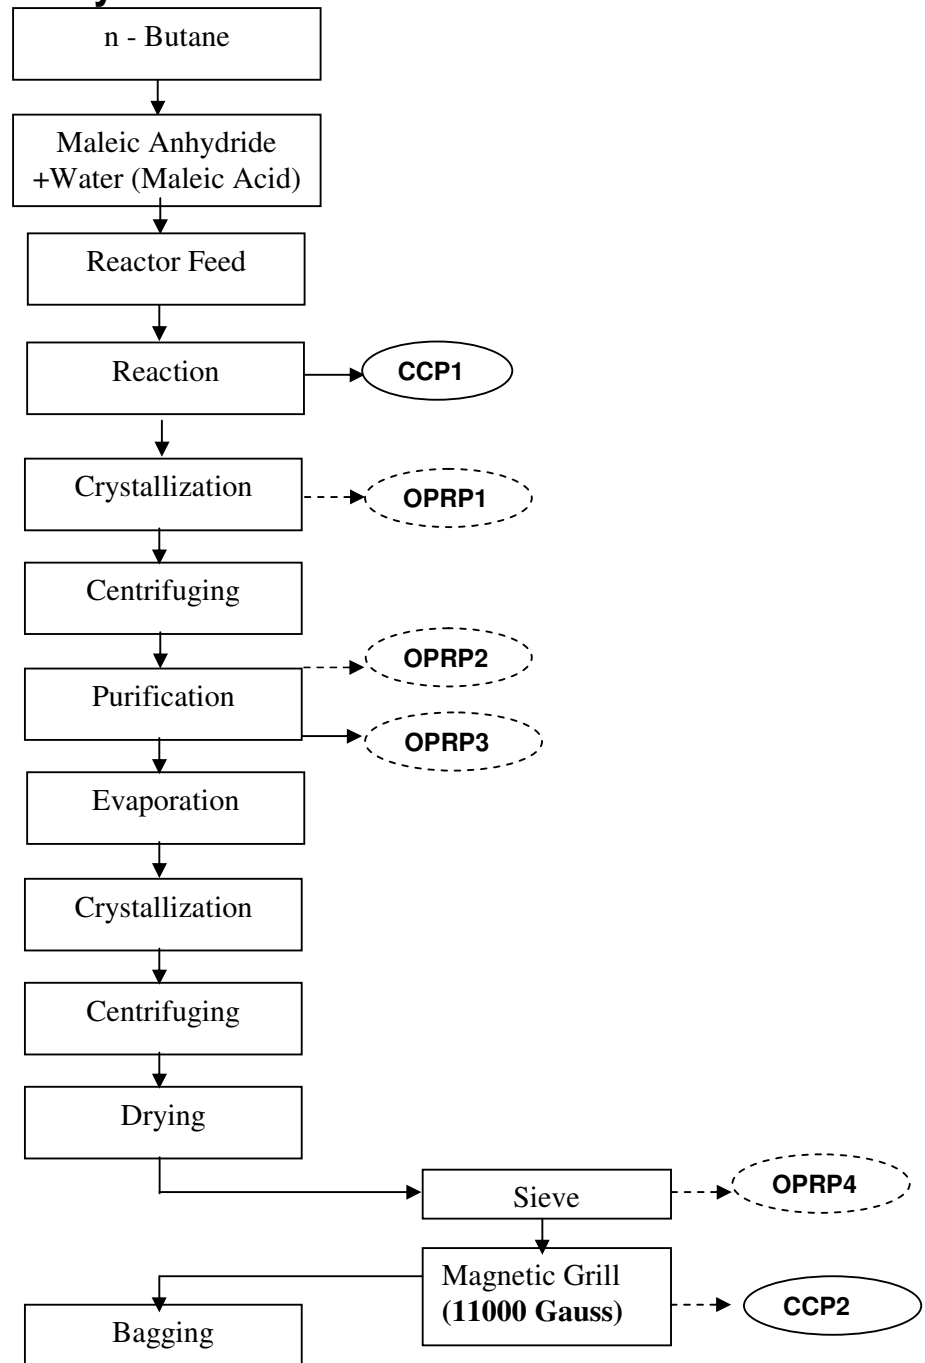 n - Butane
Maleic Anhydride
+Water (Maleic Acid)
Reactor Feed
Reaction
CCP1
Crystallization
OPRP1
Centrifuging
OPRP2
Purification
OPRP3
Evaporation
Crystallization
Centrifuging
Drying
Sieve
OPRP4
Magnetic Grill
(11000 Gauss)
CCP2
Bagging